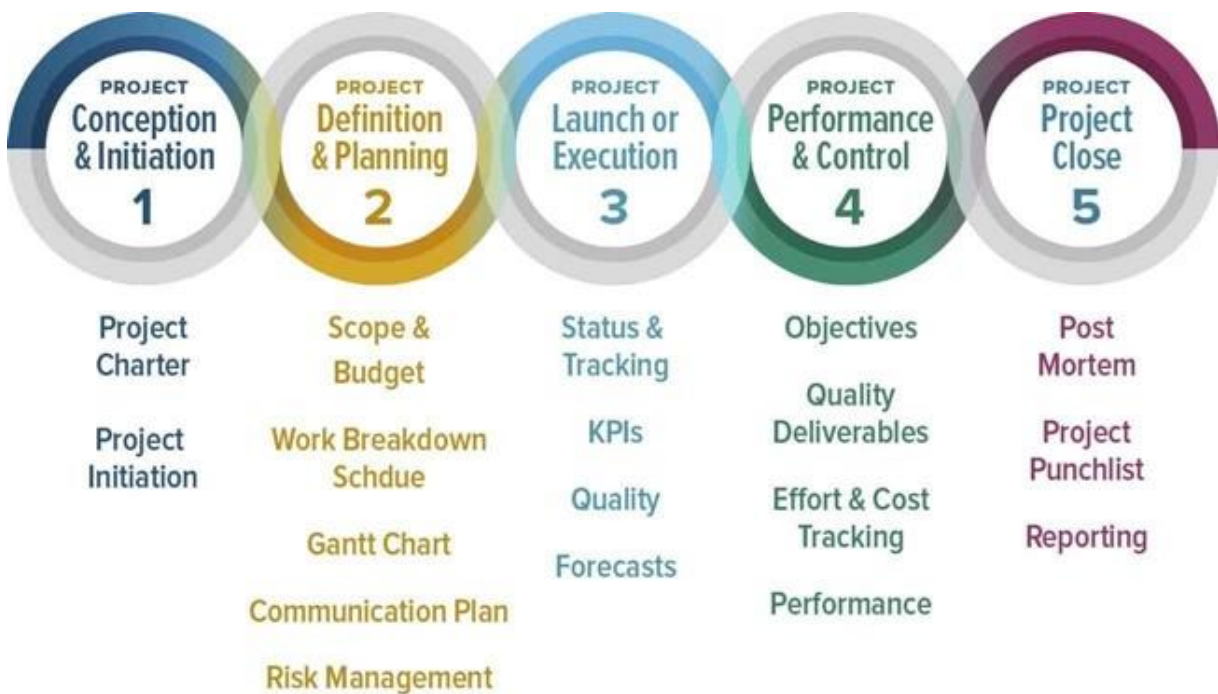 PROJECT
Conception
& Initiation
1
PROJECT
Definition
& Planning
2
PROJECT
Launch or
Execution
3
PROJECT
Performance
& Control
4
PROJECT
Project
Close
5
Project
Charter
Project
Initiation
Scope &
Budget
Work Breakdown
Schdue
Gantt Chart
Communication Plan
Risk Management
Status &
Tracking
KPIs
Quality
Forecasts
Objectives
Quality
Deliverables
Effort & Cost
Tracking
Performance
Post
Mortem
Project
Punchlist
Reporting